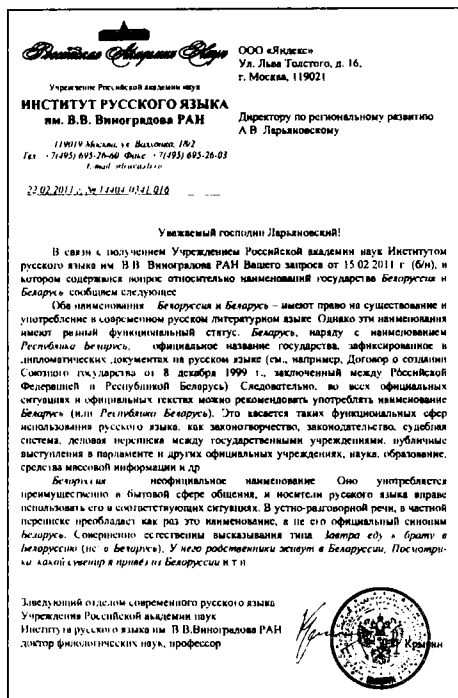 Российская Академия Наук
Учреждение Российской академии наук
ИНСТИТУТ РУССКОГО ЯЗЫКА
им. В.В. Виноградова РАН
119019 Москва, ул. Волхонка, 18/2
Тел. +7(495) 695-26-60 Факс +7(495) 695-26-03
E-mail
22.02.2011 г. № 14404-9341-016
ООО «Яндекс»
Ул. Льва Толстого, д. 16,
г. Москва, 119021
Директору по региональному развитию
А В Ларьяновскому
Уважаемый господин Ларьяновский!
В связи с получением Учреждением Российской академии наук Институтом
русского языка им В В Виноградова РАН Вашего запроса от 15 02 2011 г (б/н), в
котором содержился вопрос относительно наименований государства Белоруссия и
Беларусь сообщаем следующее
Оба наименования Белоруссия и Беларусь – имеют право на существование и
употребление в современном русском литературном языке Однако эти наименования
имеют разный функциональный статус. Беларусь, наряду с наименованием
Республика Беларусь, официальное название государства, зафиксированное в
дипломатических документах на русском языке (см., например, Договор о создании
Союзного государства от 8 декабря 1999 г., заключенный между Российской
Федерацией и Республикой Беларусь) Следовательно, во всех официальных
ситуациях и официальных текстах можно рекомендовать употреблять наименование
Беларусь (или Республика Беларусь). Это касается таких функциональных сфер
использования русского языка, как законотворчество, законодательство, судебная
система, деловая переписка между государственными учреждениями, публичные
выступления в парламенте и других официальных учреждениях, наука, образование,
средства массовой информации и др
Белоруссия неофициальное наименование Оно употребляется
преимущественно в бытовой сфере общения, и носители русского языка вправе
использовать его в соответствующих ситуациях. В устно-разговорной речи, в частной
переписке преобладает как раз это наименование, а не его официальный синоним
Беларусь. Совершенно естественны высказывания типа Завтра еду к брату в
Белоруссию (не в Беларусь), У него родственники живут в Белоруссии, Посмотри-
ка какой сувенир я привёз из Белоруссии и т п
Заведующий отделом современного русского языка
Учреждения Российской академии наук
Института русского языка им В В.Виноградова РАН
доктор филологических наук, профессор
Крысин